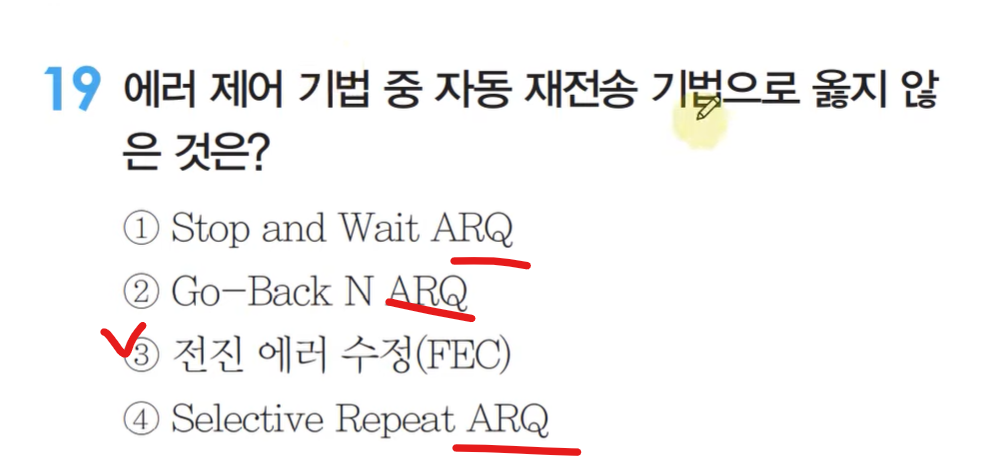 19 에러 제어 기법 중 자동 재전송 기법으로 옳지 않
은 것은?
① Stop and Wait ARQ
② Go-Back N ARQ
③ 전진 에러 수정(FEC)
④ Selective Repeat ARQ